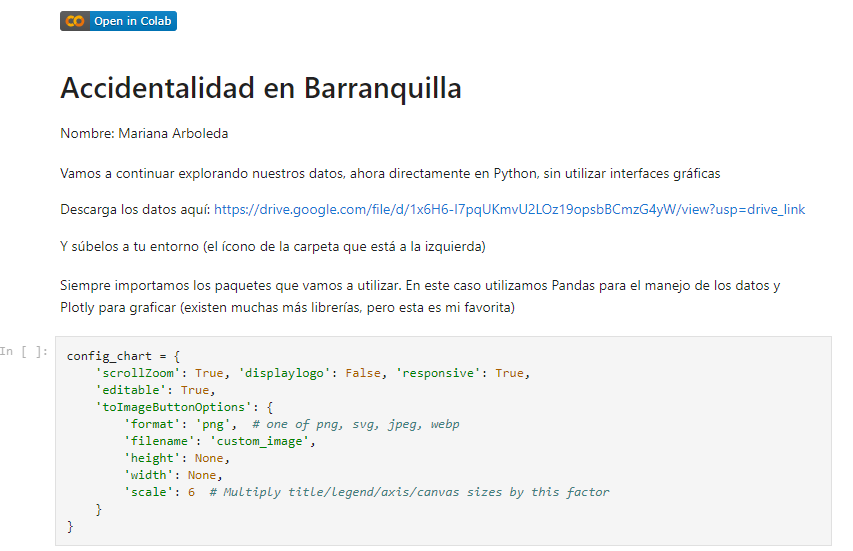 Open in Colab
Accidentalidad en Barranquilla
Nombre: Mariana Arboleda
Vamos a continuar explorando nuestros datos, ahora directamente en Python, sin utilizar interfaces gráficas
Descarga los datos aquí: https://drive.google.com/file/d/1x6H6-I7pqUKmvU2LOz19opsbBCmzG4yW/view?usp=drive_link
Y súbelos a tu entorno (el ícono de la carpeta que está a la izquierda)
Siempre importamos los paquetes que vamos a utilizar. En este caso utilizamos Pandas para el manejo de los datos y
Plotly para graficar (existen muchas más librerías, pero esta es mi favorita)
In [ ]:
config_chart = {
    'scrollZoom': True, 'displaylogo': False, 'responsive': True,
    'editable': True,
    'toImageButtonOptions': {
        'format': 'png',  # one of png, svg, jpeg, webp
        'filename': 'custom_image',
        'height': None,
        'width': None,
        'scale': 6  # Multiply title/legend/axis/canvas sizes by this factor
    }
}